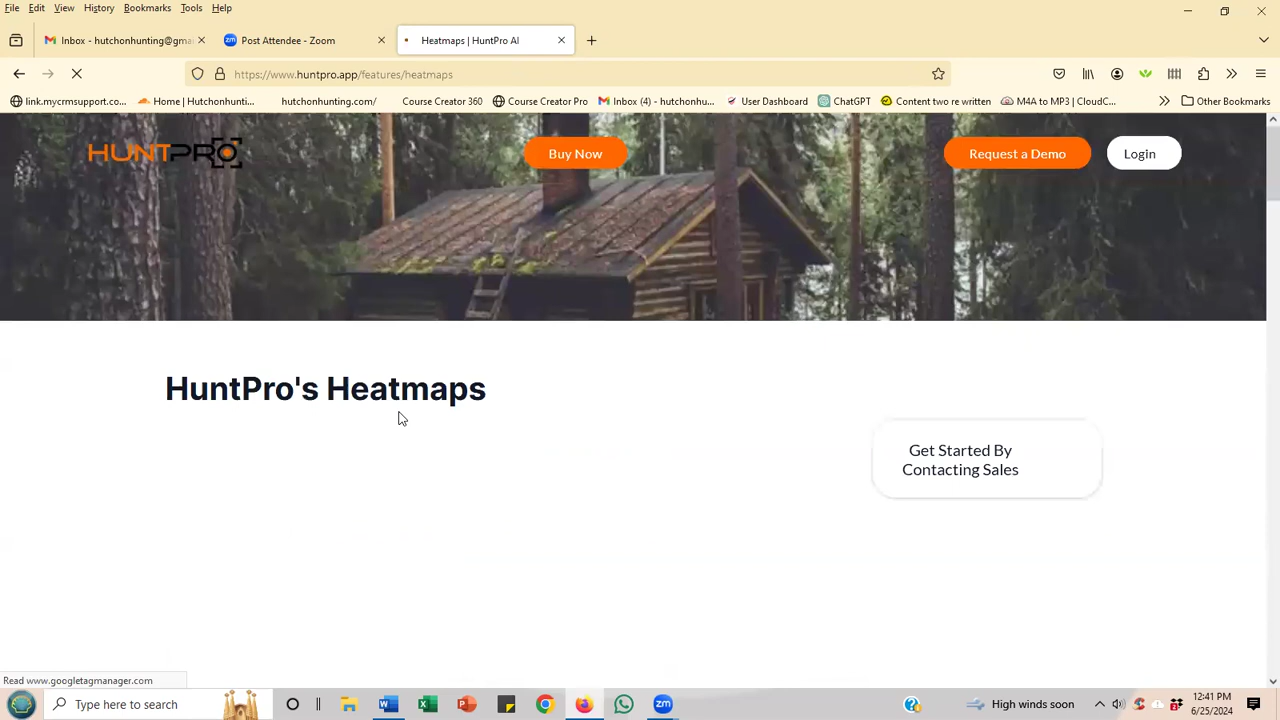 File Edit View History Bookmarks Tools Help
Inbox - hutchonhunting@gma
Post Attendee - Zoom
Heatmaps | HuntPro AI
https://www.huntpro.app/features/heatmaps
link.mycrmsupport.co...
Home | Hutchonhunti...
hutchonhunting.com/
Course Creator 360
Course Creator Pro
Inbox (4) - hutchonhu...
User Dashboard
ChatGPT
Content two re written
M4A to MP3 | CloudC...
Other Bookmarks
HUNTPRO
Buy Now
Request a Demo
Login
HuntPro's Heatmaps
Get Started By
Contacting Sales
Read www.googletagmanager.com
Type here to search
zm
High winds soon
12:41 PM
6/25/2024